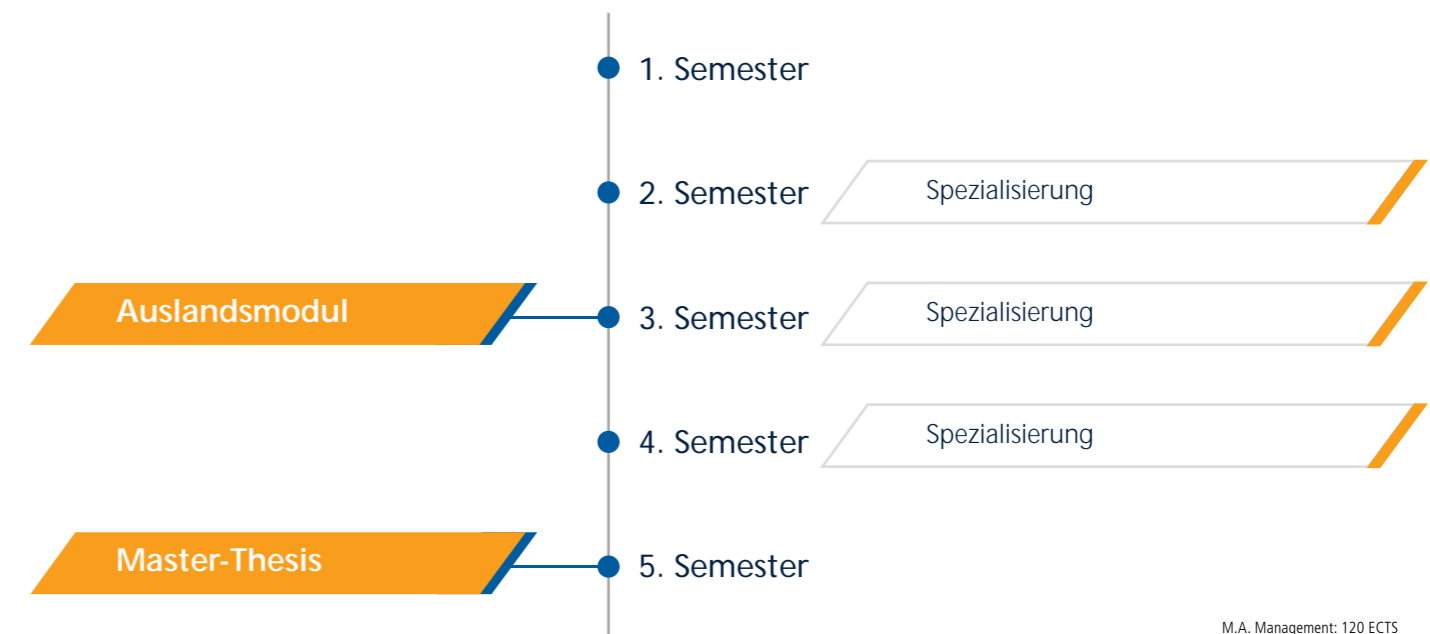 1. Semester
2. Semester
Spezialisierung
Auslandsmodul
3. Semester
Spezialisierung
4. Semester
Spezialisierung
Master-Thesis
5. Semester
M.A. Management: 120 ECTS